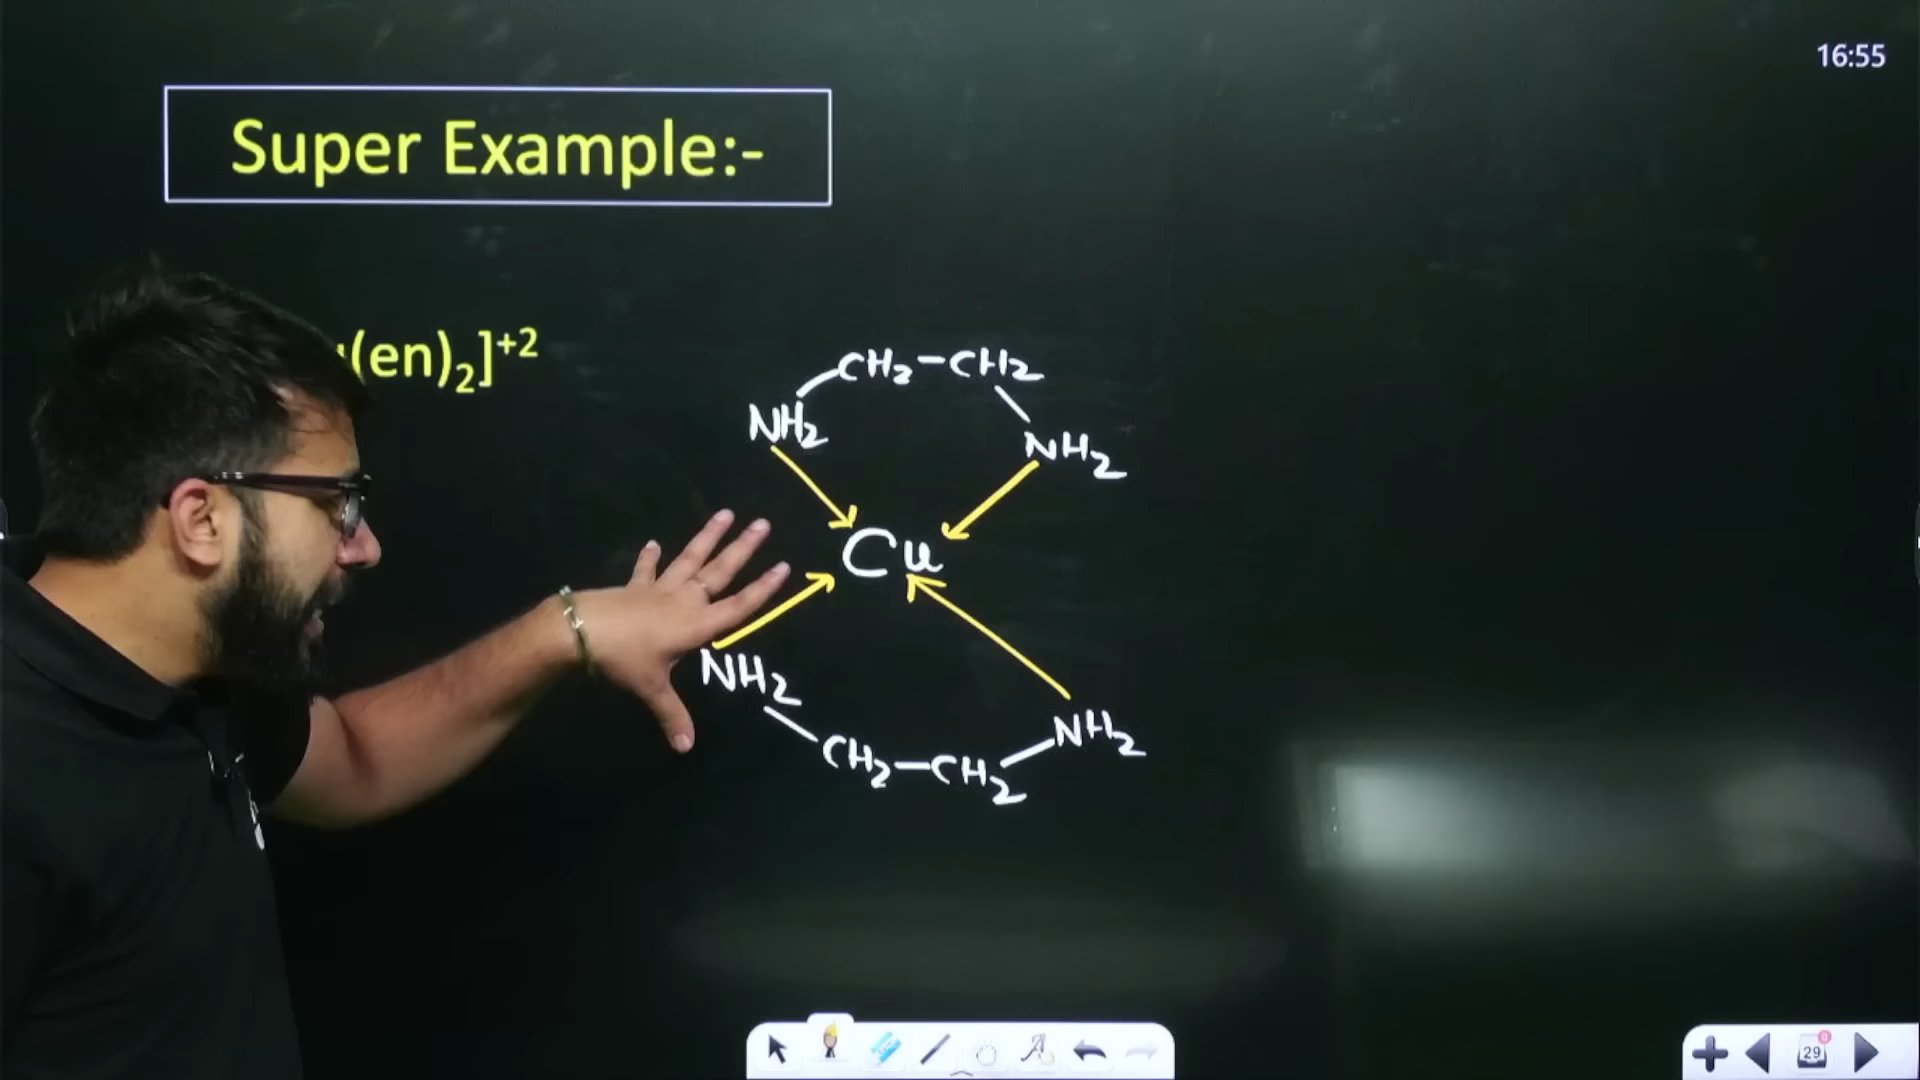 16:55
Super Example:-
(en)₂]⁺²
CH₂-CH₂
NH₂
NH₂
Cu
NH₂
NH₂
CH₂-CH₂
29